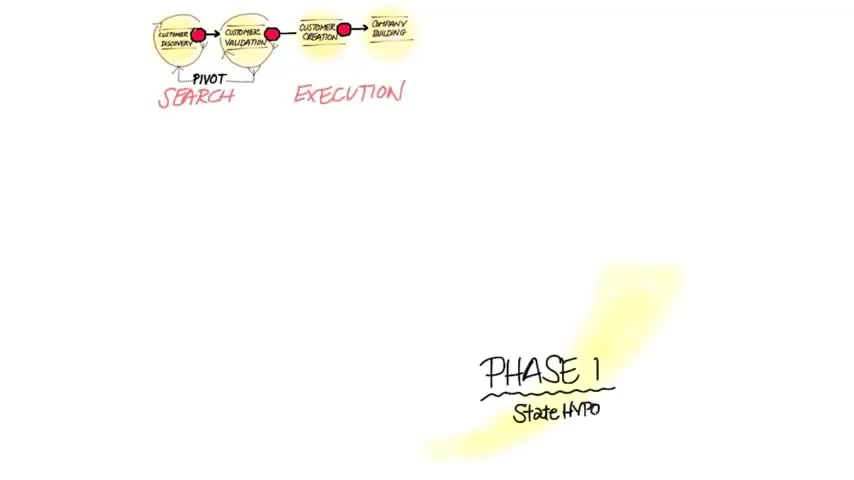 CUSTOMER
DISCOVERY
CUSTOMER
VALIDATION
CUSTOMER
CREATION
COMPANY
BUILDING
PIVOT
SEARCH
EXECUTION
PHASE 1
State HYPO